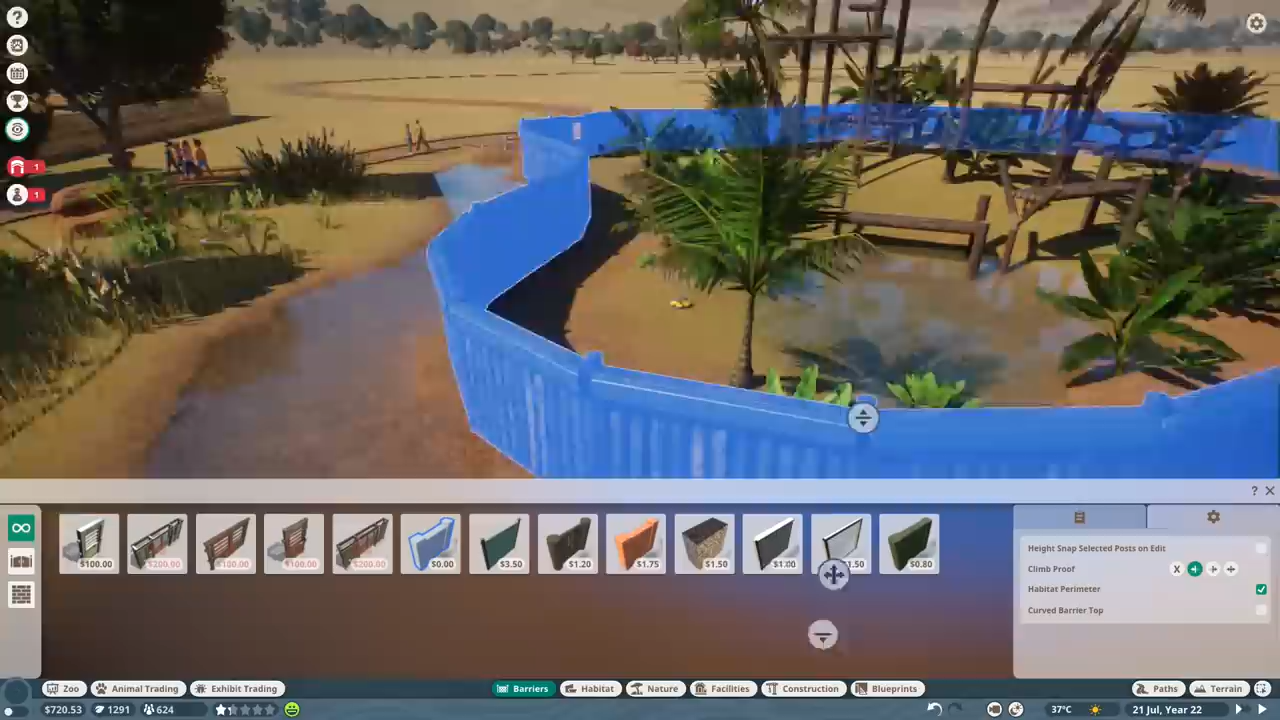 ?
1
1
? X
$100.00 $200.00 $100.00 $100.00 $200.00 $0.00 $3.50 $1.20 $1.75 $1.50 $1.00 1.50 $0.80
Height Snap Selected Posts on Edit
Climb Proof X
Habitat Perimeter
Curved Barrier Top
Zoo Animal Trading Exhibit Trading Barriers Habitat Nature Facilities Construction Blueprints Paths Terrain
$720.53 1291 624 37°C 21 Jul, Year 22